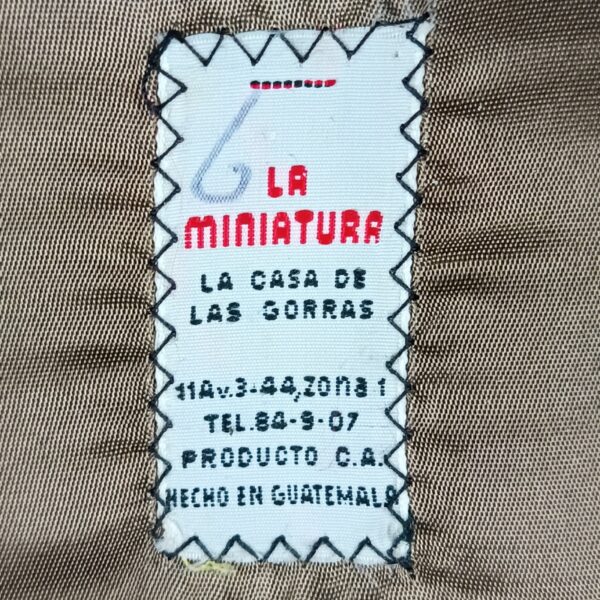 6
LA
MINIATURA
LA CASA DE
LAS GORRAS
11Av.3-44,Zona 1
TEL.84-9-07
PRODUCTO C.A.
HECHO EN GUATEMALA